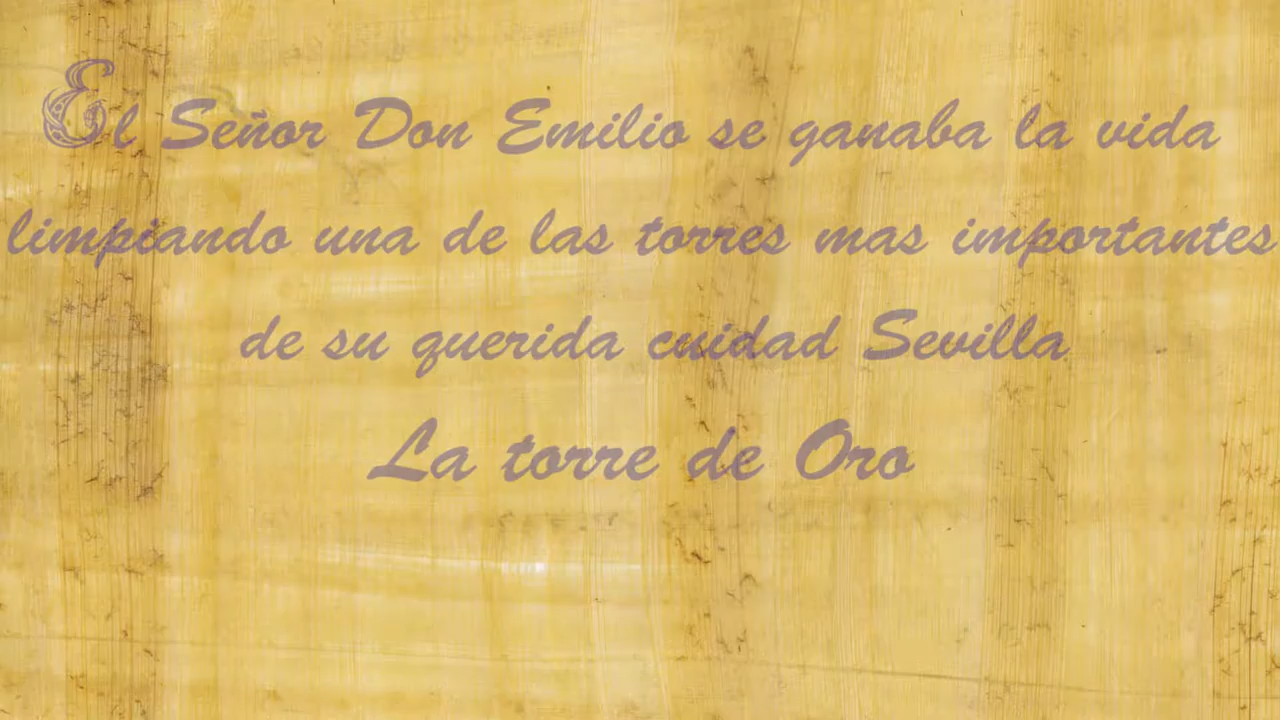 El Señor Don Emilio se ganaba la vida
limpiando una de las torres mas importantes
de su querida cuidad Sevilla
La torre de Oro